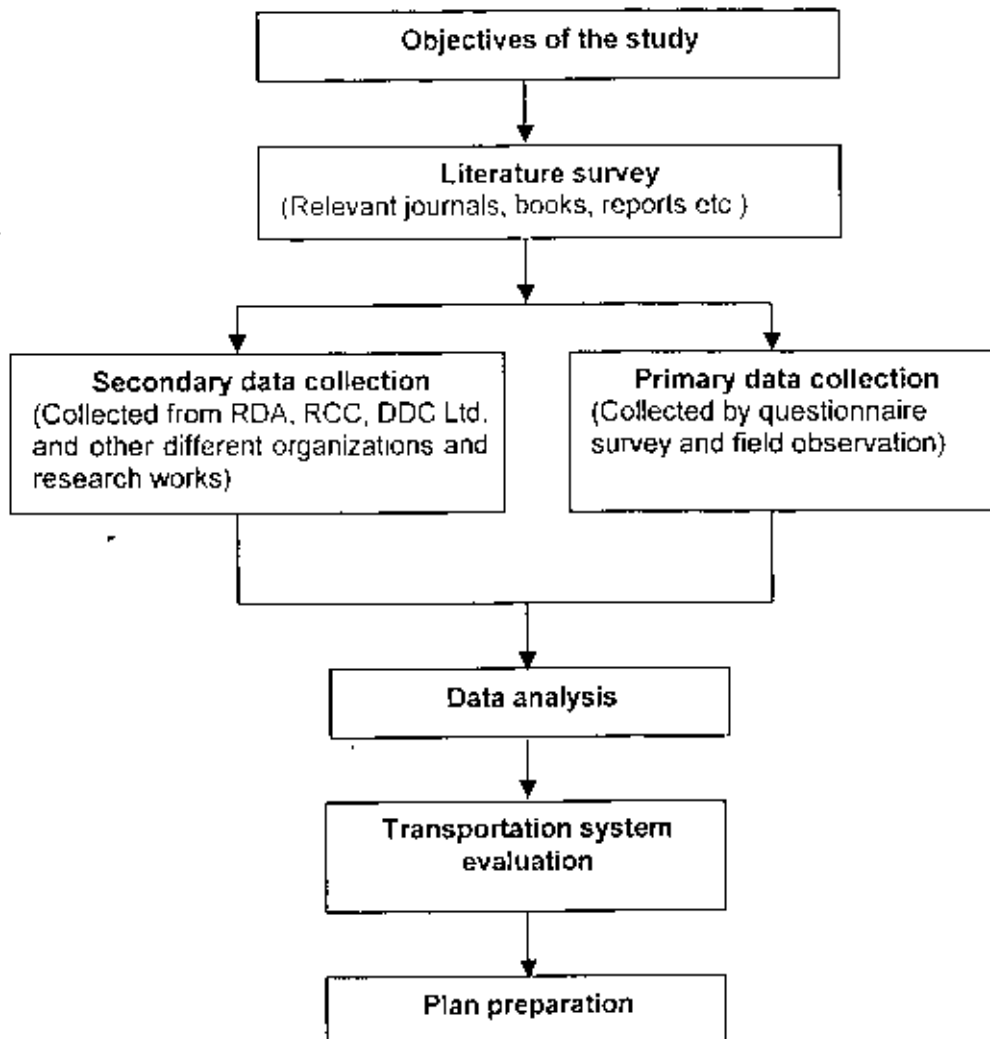 Objectives of the study
Literature survey
(Relevant journals, books, reports etc )
Secondary data collection
(Collected from RDA, RCC, DDC Ltd.
and other different organizations and
research works)
Primary data collection
(Collected by questionnaire
survey and field observation)
Data analysis
Transportation system
evaluation
Plan preparation